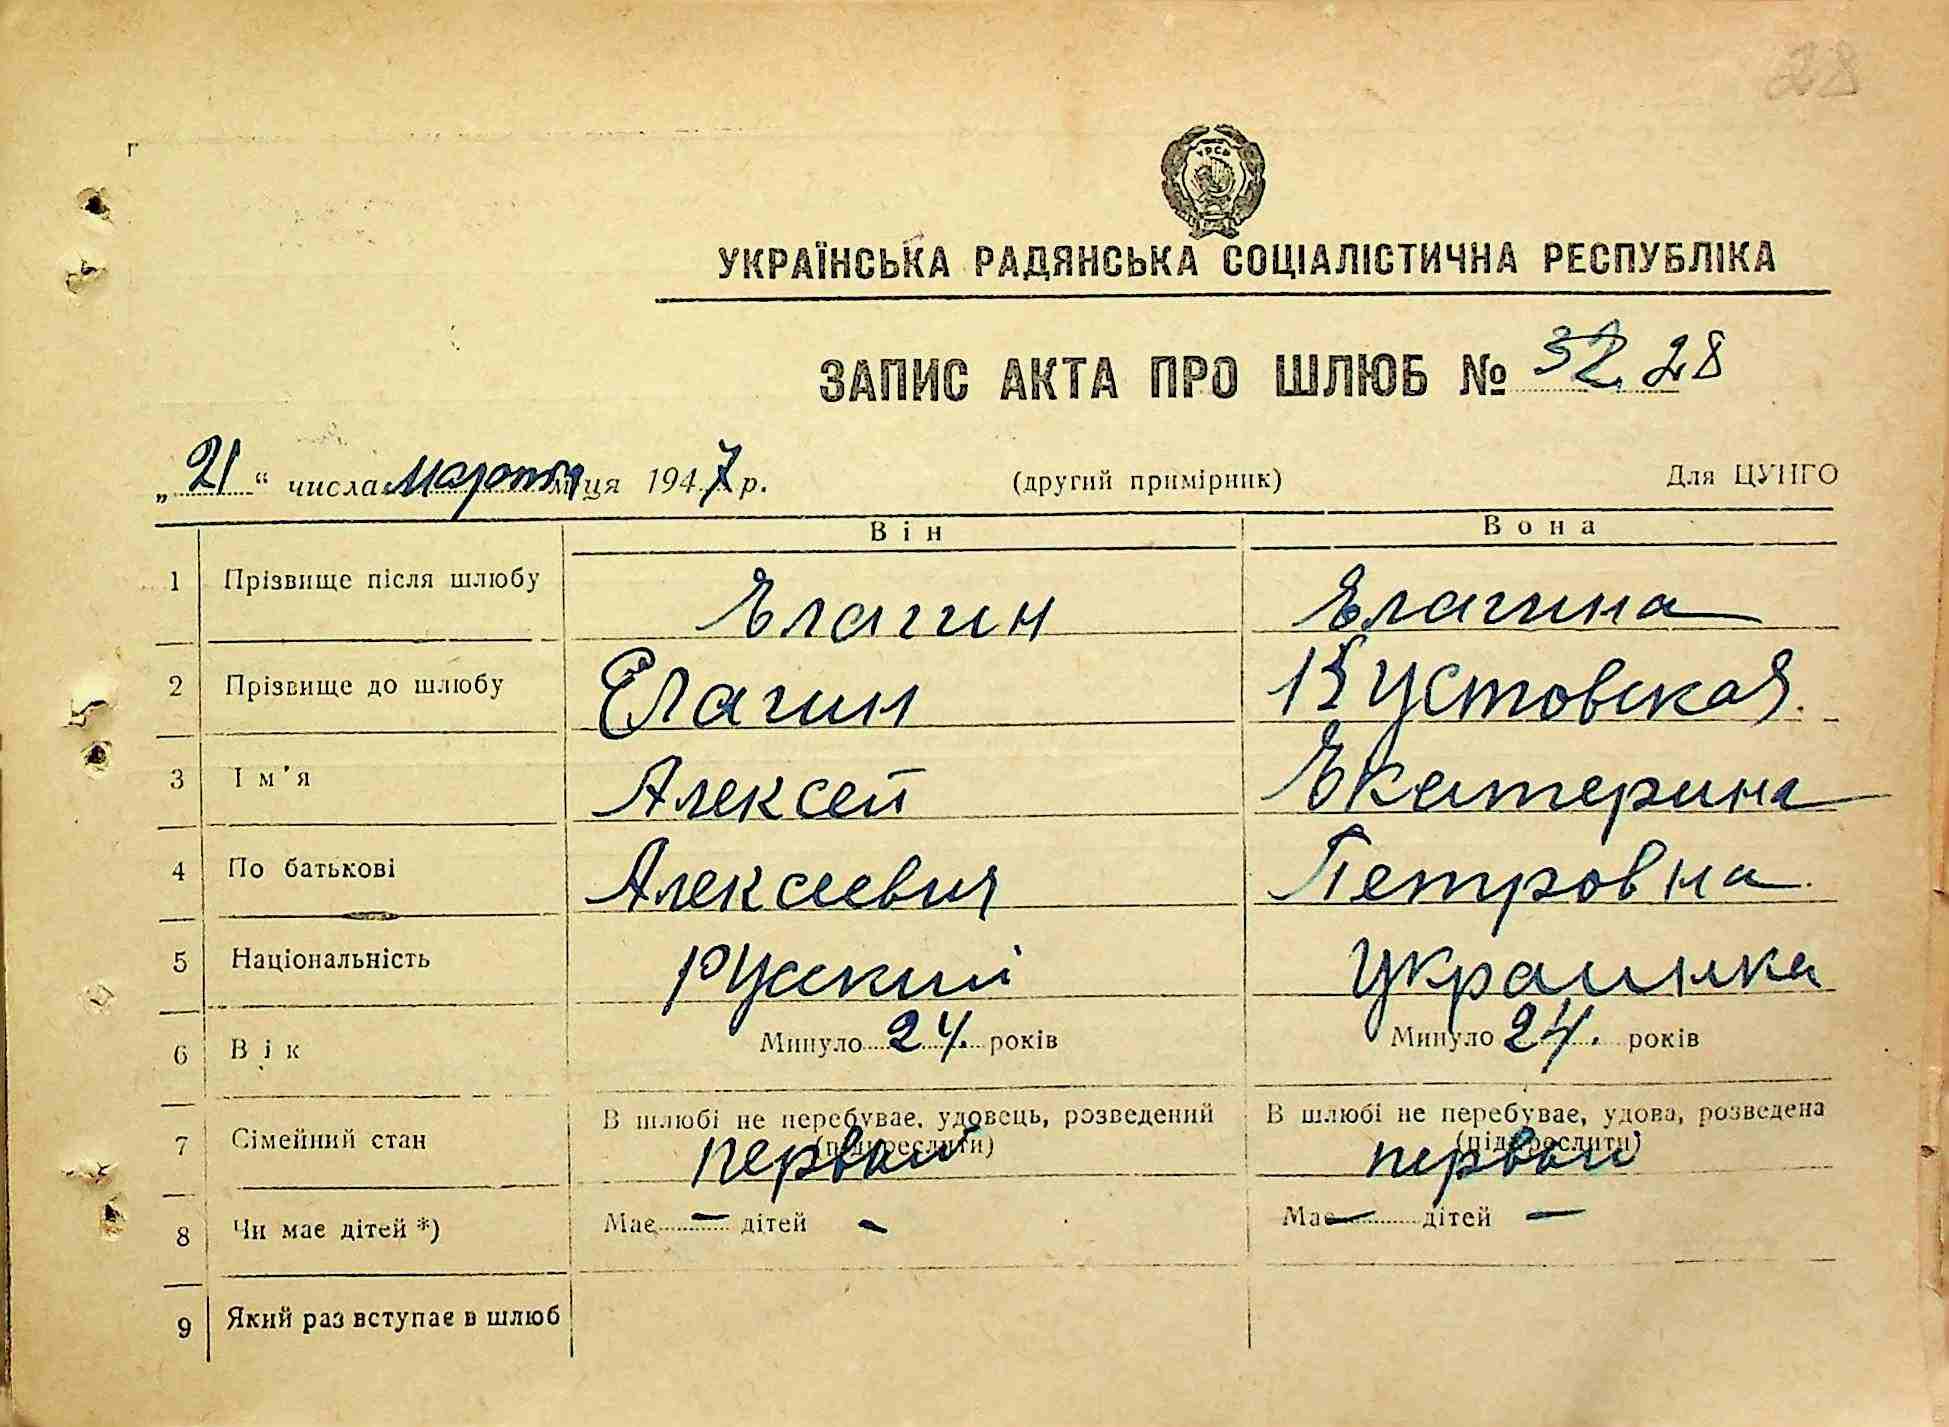 28
УРСР
УКРАЇНСЬКА РАДЯНСЬКА СОЦІАЛІСТИЧНА РЕСПУБЛІКА
ЗАПИС АКТА ПРО ШЛЮБ № 32 28
„21“ числа марта місяця 1947 р. (другий примірник) Для ЦУНГО
Він Вона
1 Прізвище після шлюбу Елагин Елагина
2 Прізвище до шлюбу Елагин Кустовская.
3 Ім'я Алексей Екатерина
4 По батькові Алексеевич Петровна.
5 Національність русский украинка
6 Вік Минуло 24. років Минуло 24. років
7 Сімейний стан В шлюбі не перебуває, удовець, розведений В шлюбі не перебуває, удова, розведена
(підкреслити) (підкреслити)
первый первый
8 Чи має дітей *) Має — дітей — Має — дітей —
9 Який раз вступає в шлюб